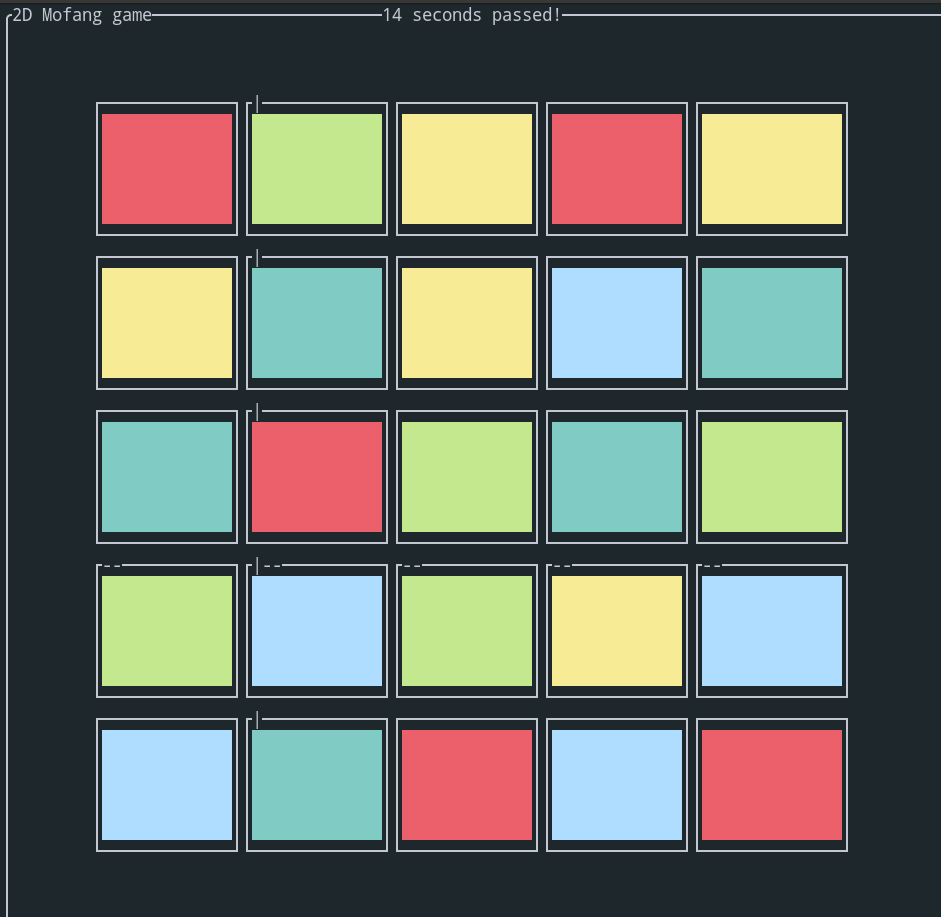 2D Mofang game 14 seconds passed!
|
|
|
-- |-- -- -- --
|